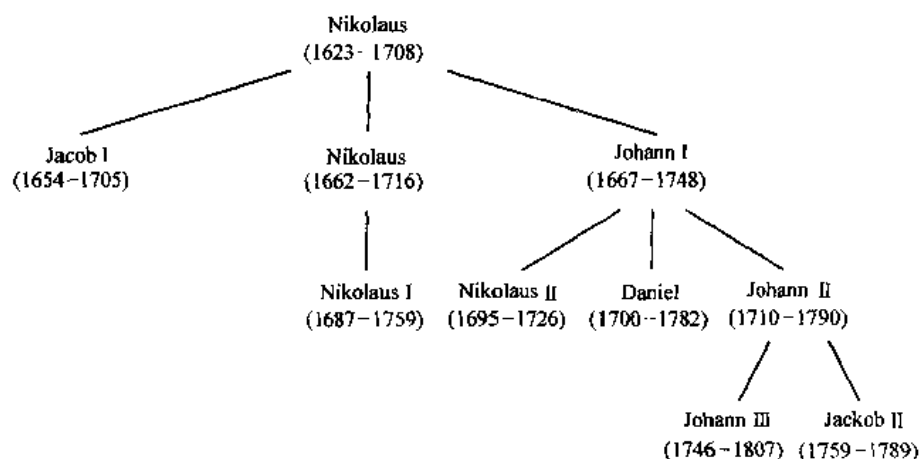 Nikolaus
(1623-1708)
Jacob I
(1654-1705)
Nikolaus
(1662-1716)
Johann I
(1667-1748)
Nikolaus I
(1687-1759)
Nikolaus II
(1695-1726)
Daniel
(1700-1782)
Johann II
(1710-1790)
Johann III
(1746-1807)
Jackob II
(1759-1789)